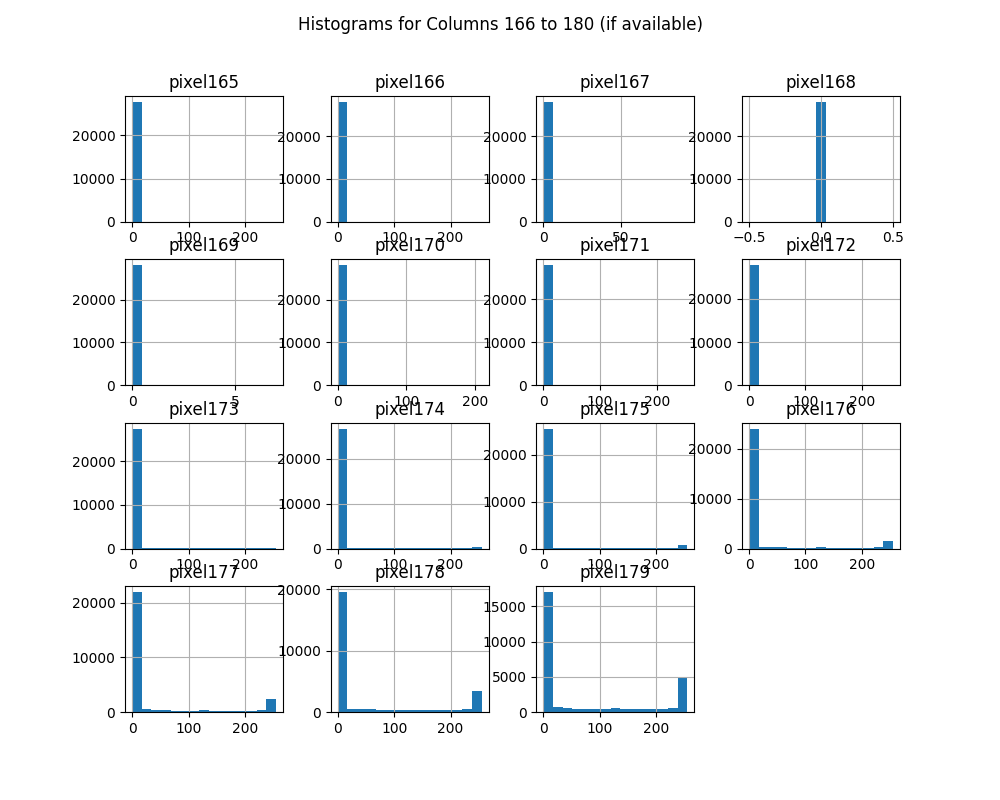 Histograms for Columns 166 to 180 (if available)
pixel165 pixel166 pixel167 pixel168
20000 20000 20000 20000
10000 10000 10000 10000
0 0 0 0
0 100 200 0 100 200 0 50 −0.5 0.0 0.5
pixel169 pixel170 pixel171 pixel172
20000 20000 20000 20000
10000 10000 10000 10000
0 0 0 0
0 5 0 100 200 0 100 200 0 100 200
pixel173 pixel174 pixel175 pixel176
20000 20000 20000 20000
10000 10000 10000 10000
0 0 0 0
0 100 200 0 100 200 0 100 200 0 100 200
pixel177 pixel178 pixel179
20000 20000 15000
10000 10000 10000
5000
0 0 0
0 100 200 0 100 200 0 100 200